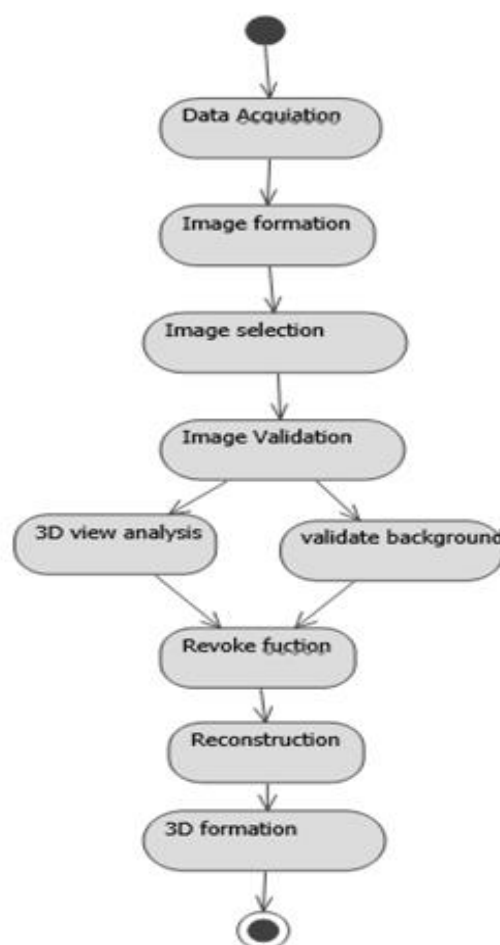 Data Acquiation
Image formation
Image selection
Image Validation
3D view analysis
validate background
Revoke fuction
Reconstruction
3D formation